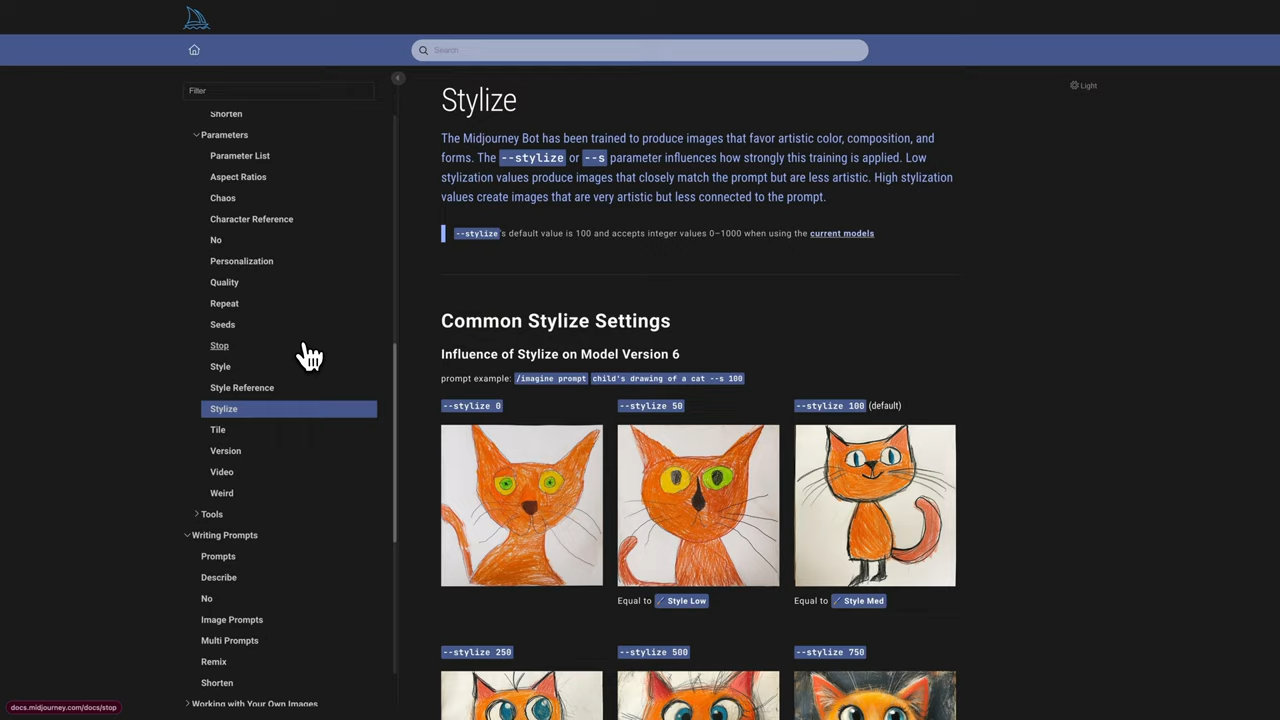 Search
Filter
Shorten
Parameters
Parameter List
Aspect Ratios
Chaos
Character Reference
No
Personalization
Quality
Repeat
Seeds
Stop
Style
Style Reference
Stylize
Tile
Version
Video
Weird
Tools
Writing Prompts
Prompts
Describe
No
Image Prompts
Multi Prompts
Remix
Shorten
Working with Your Own Images
docs.midjourney.com/docs/stop
Light
Stylize
The Midjourney Bot has been trained to produce images that favor artistic color, composition, and
forms. The --stylize or --s parameter influences how strongly this training is applied. Low
stylization values produce images that closely match the prompt but are less artistic. High stylization
values create images that are very artistic but less connected to the prompt.
--stylize's default value is 100 and accepts integer values 0–1000 when using the current models
Common Stylize Settings
Influence of Stylize on Model Version 6
prompt example: /imagine prompt child's drawing of a cat --s 100
--stylize 0 --stylize 50 --stylize 100 (default)
Equal to Style Low Equal to Style Med
--stylize 250 --stylize 500 --stylize 750